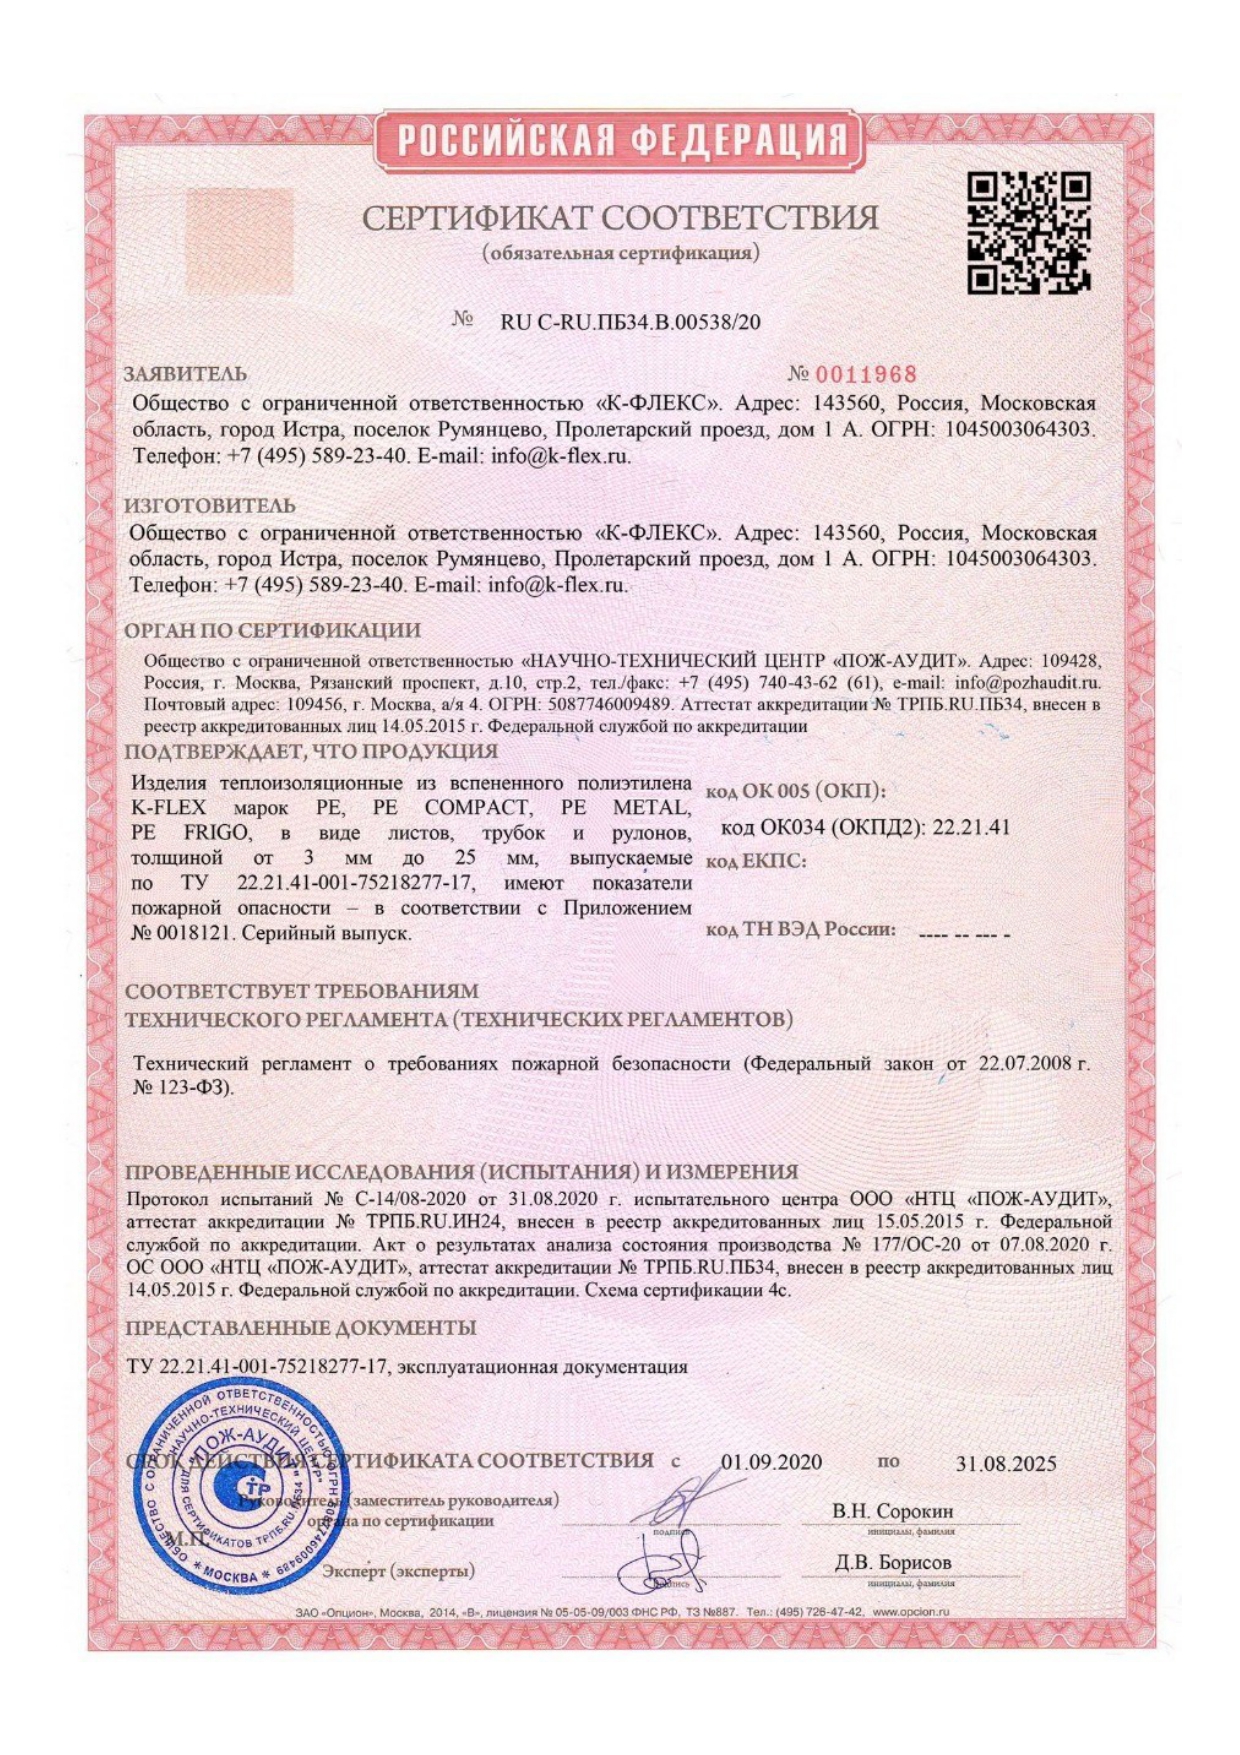 РОССИЙСКАЯ ФЕДЕРАЦИЯ
СЕРТИФИКАТ СООТВЕТСТВИЯ
(обязательная сертификация)
№ RU C-RU.ПБ34.В.00538/20
ЗАЯВИТЕЛЬ
№ 0011968
Общество с ограниченной ответственностью «К-ФЛЕКС». Адрес: 143560, Россия, Московская
область, город Истра, поселок Румянцево, Пролетарский проезд, дом 1 А. ОГРН: 1045003064303.
Телефон: +7 (495) 589-23-40. E-mail: info@k-flex.ru.
ИЗГОТОВИТЕЛЬ
Общество с ограниченной ответственностью «К-ФЛЕКС». Адрес: 143560, Россия, Московская
область, город Истра, поселок Румянцево, Пролетарский проезд, дом 1 А. ОГРН: 1045003064303.
Телефон: +7 (495) 589-23-40. E-mail: info@k-flex.ru.
ОРГАН ПО СЕРТИФИКАЦИИ
Общество с ограниченной ответственностью «НАУЧНО-ТЕХНИЧЕСКИЙ ЦЕНТР «ПОЖ-АУДИТ». Адрес: 109428,
Россия, г. Москва, Рязанский проспект, д.10, стр.2, тел./факс: +7 (495) 740-43-62 (61), e-mail: info@pozhaudit.ru.
Почтовый адрес: 109456, г. Москва, а/я 4. ОГРН: 5087746009489. Аттестат аккредитации № ТРПБ.RU.ПБ34, внесен в
реестр аккредитованных лиц 14.05.2015 г. Федеральной службой по аккредитации
ПОДТВЕРЖДАЕТ, ЧТО ПРОДУКЦИЯ
Изделия теплоизоляционные из вспененного полиэтилена
K-FLEX марок PE, PE COMPACT, PE METAL,
PE FRIGO, в виде листов, трубок и рулонов,
толщиной от 3 мм до 25 мм, выпускаемые
по ТУ 22.21.41-001-75218277-17, имеют показатели
пожарной опасности – в соответствии с Приложением
№ 0018121. Серийный выпуск.
код ОК 005 (ОКП):
код ОК034 (ОКПД2): 22.21.41
код ЕКПС:
код ТН ВЭД России: ---- -- --- -
СООТВЕТСТВУЕТ ТРЕБОВАНИЯМ
ТЕХНИЧЕСКОГО РЕГЛАМЕНТА (ТЕХНИЧЕСКИХ РЕГЛАМЕНТОВ)
Технический регламент о требованиях пожарной безопасности (Федеральный закон от 22.07.2008 г.
№ 123-ФЗ).
ПРОВЕДЕННЫЕ ИССЛЕДОВАНИЯ (ИСПЫТАНИЯ) И ИЗМЕРЕНИЯ
Протокол испытаний № С-14/08-2020 от 31.08.2020 г. испытательного центра ООО «НТЦ «ПОЖ-АУДИТ»,
аттестат аккредитации № ТРПБ.RU.ИН24, внесен в реестр аккредитованных лиц 15.05.2015 г. Федеральной
службой по аккредитации. Акт о результатах анализа состояния производства № 177/ОС-20 от 07.08.2020 г.
ОС ООО «НТЦ «ПОЖ-АУДИТ», аттестат аккредитации № ТРПБ.RU.ПБ34, внесен в реестр аккредитованных лиц
14.05.2015 г. Федеральной службой по аккредитации. Схема сертификации 4с.
ПРЕДСТАВЛЕННЫЕ ДОКУМЕНТЫ
ТУ 22.21.41-001-75218277-17, эксплуатационная документация
СРОК ДЕЙСТВИЯ СЕРТИФИКАТА СООТВЕТСТВИЯ с 01.09.2020 по 31.08.2025
Руководитель (заместитель руководителя)
органа по сертификации
подпись
В.Н. Сорокин
инициалы, фамилия
М.П.
Эксперт (эксперты)
подпись
Д.В. Борисов
инициалы, фамилия
ОБЩЕСТВО С ОГРАНИЧЕННОЙ ОТВЕТСТВЕННОСТЬЮ ОГРН 5087746009489 * МОСКВА *
НАУЧНО-ТЕХНИЧЕСКИЙ ЦЕНТР
"ПОЖ-АУДИТ"
ДЛЯ СЕРТИФИКАТОВ ТРПБ.RU.ПБ34
ЗАО «Опцион», Москва, 2014, «В», лицензия № 05-05-09/003 ФНС РФ, ТЗ №887. Тел.: (495) 726-47-42, www.opcion.ru